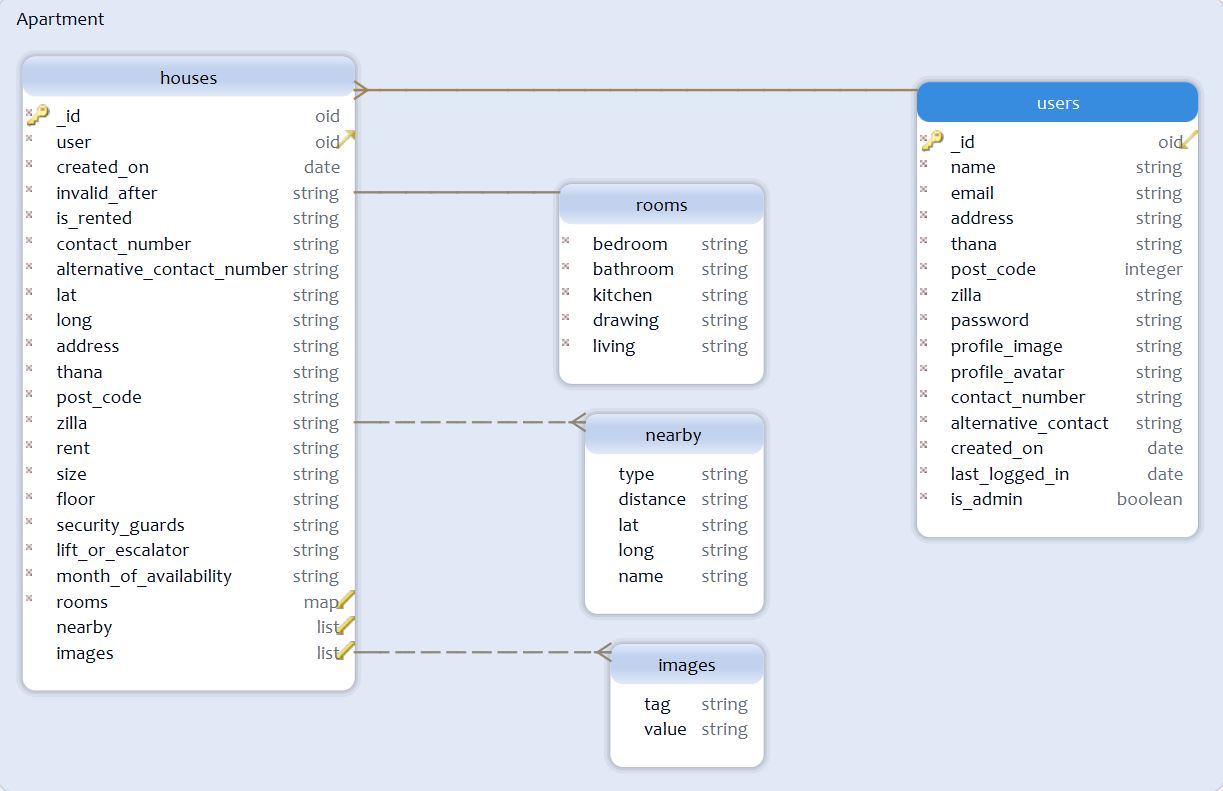 Apartment
houses
_id oid
user oid
created_on date
invalid_after string
is_rented string
contact_number string
alternative_contact_number string
lat string
long string
address string
thana string
post_code string
zilla string
rent string
size string
floor string
security_guards string
lift_or_escalator string
month_of_availability string
rooms map
nearby list
images list
rooms
bedroom string
bathroom string
kitchen string
drawing string
living string
nearby
type string
distance string
lat string
long string
name string
images
tag string
value string
users
_id oid
name string
email string
address string
thana string
post_code integer
zilla string
password string
profile_image string
profile_avatar string
contact_number string
alternative_contact string
created_on date
last_logged_in date
is_admin boolean